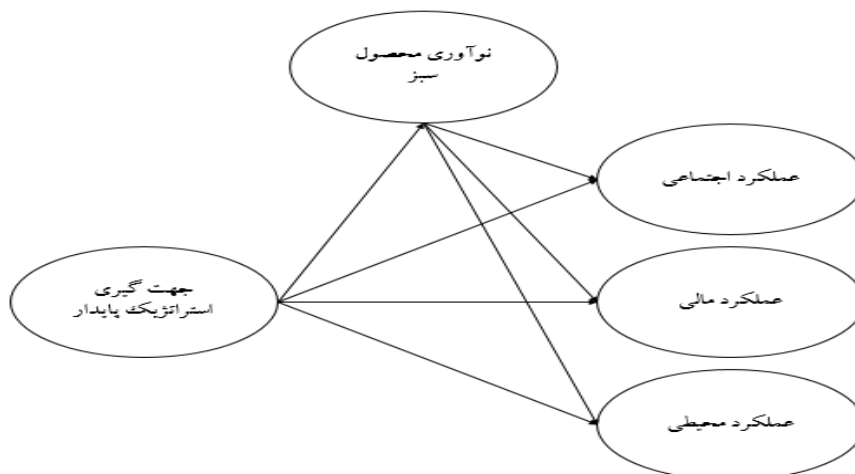 نوآوری محصول
سبز
عملکرد اجتماعی
جهت گیری
استراتژیک پایدار
عملکرد مالی
عملکرد محیطی